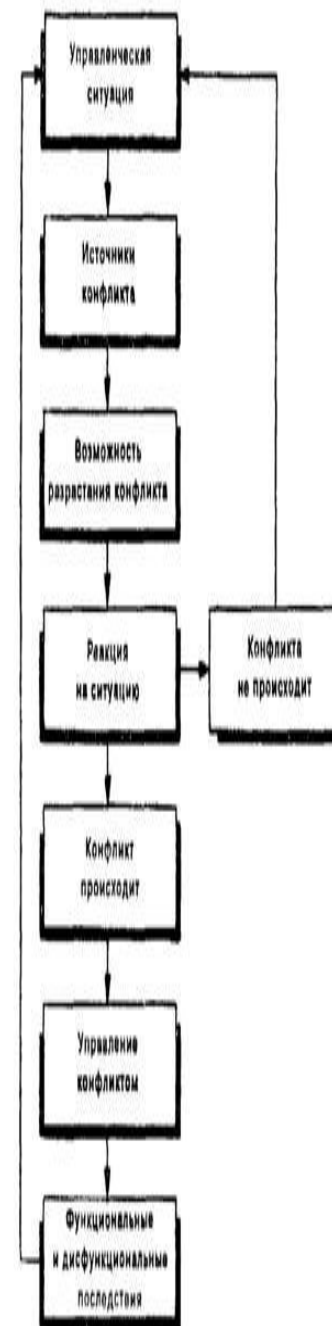 Управленческая
ситуация
Источники
конфликта
Возможность
разрастания конфликта
Реакция
на ситуацию
Конфликта
не происходит
Конфликт
происходит
Управление
конфликтом
Функциональные
и дисфункциональные
последствия